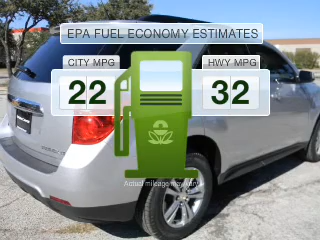 EPA FUEL ECONOMY ESTIMATES
CITY MPG
HWY MPG
22
32
Actual mileage may vary